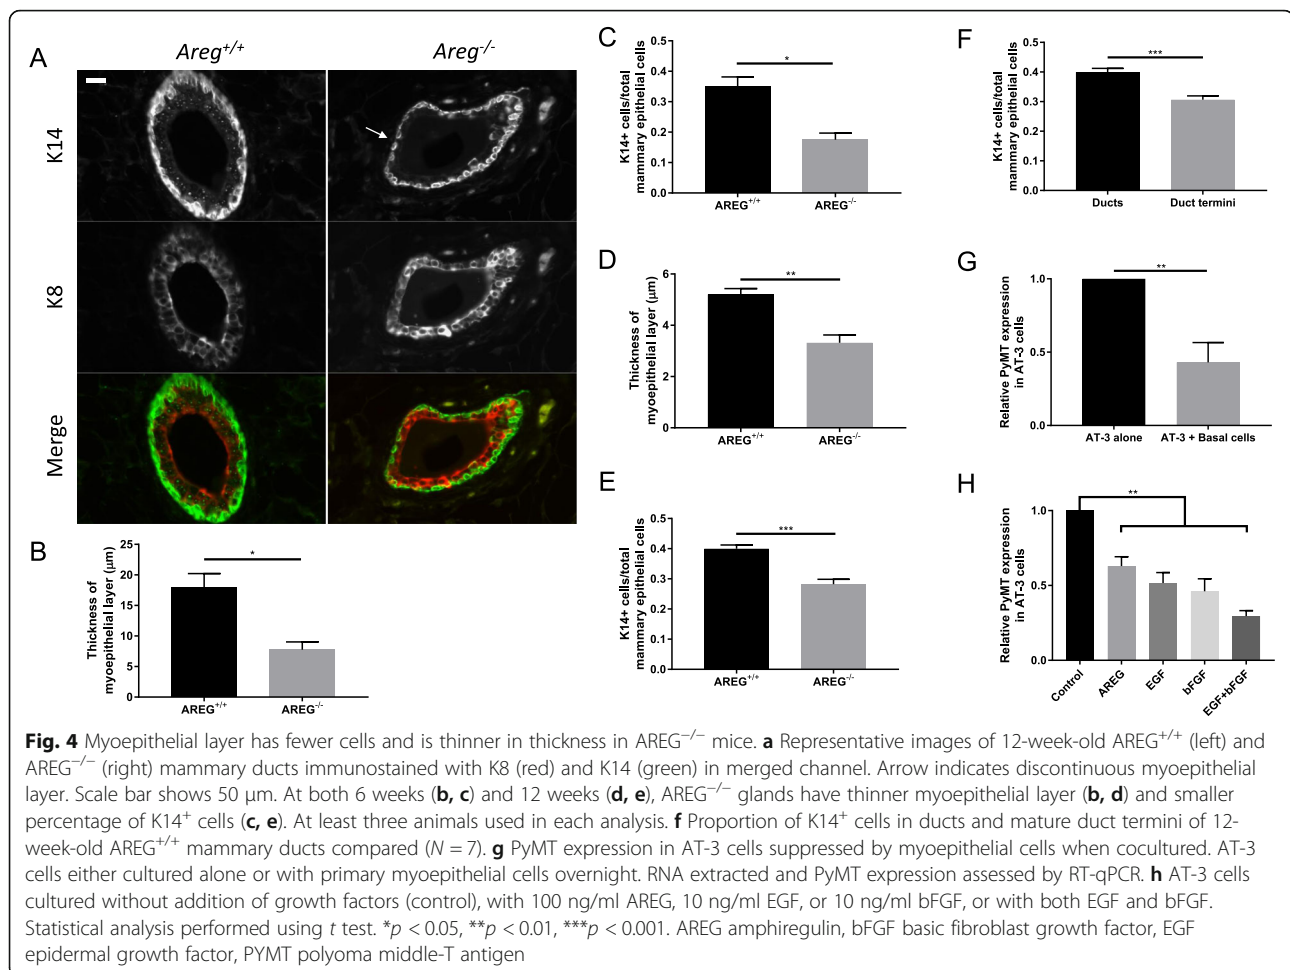 A
Areg+/+
Areg-/-
K14
K8
Merge
B
Thickness of
myoepithelial layer (µm)
25
20
15
10
5
0
*
AREG+/+
AREG-/-
C
K14+ cells/total
mammary epithelial cells
0.5
0.4
0.3
0.2
0.1
0.0
*
AREG+/+
AREG-/-
D
Thickness of
myoepithelial layer (µm)
6
4
2
0
**
AREG+/+
AREG-/-
E
K14+ cells/total
mammary epithelial cells
0.5
0.4
0.3
0.2
0.1
0.0
***
AREG+/+
AREG-/-
F
K14+ cells/total
mammary epithelial cells
0.5
0.4
0.3
0.2
0.1
0.0
***
Ducts
Duct termini
G
Relative PyMT expression
in AT-3 cells
1.0
0.5
0.0
**
AT-3 alone
AT-3 + Basal cells
H
Relative PyMT expression
in AT-3 cells
1.0
0.5
0.0
**
Control
AREG
EGF
bFGF
EGF+bFGF
Fig. 4 Myoepithelial layer has fewer cells and is thinner in thickness in AREG−/− mice. a Representative images of 12-week-old AREG+/+ (left) and
AREG−/− (right) mammary ducts immunostained with K8 (red) and K14 (green) in merged channel. Arrow indicates discontinuous myoepithelial
layer. Scale bar shows 50 µm. At both 6 weeks (b, c) and 12 weeks (d, e), AREG−/− glands have thinner myoepithelial layer (b, d) and smaller
percentage of K14+ cells (c, e). At least three animals used in each analysis. f Proportion of K14+ cells in ducts and mature duct termini of 12-
week-old AREG+/+ mammary ducts compared (N = 7). g PyMT expression in AT-3 cells suppressed by myoepithelial cells when cocultured. AT-3
cells either cultured alone or with primary myoepithelial cells overnight. RNA extracted and PyMT expression assessed by RT-qPCR. h AT-3 cells
cultured without addition of growth factors (control), with 100 ng/ml AREG, 10 ng/ml EGF, or 10 ng/ml bFGF, or with both EGF and bFGF.
Statistical analysis performed using t test. *p < 0.05, **p < 0.01, ***p < 0.001. AREG amphiregulin, bFGF basic fibroblast growth factor, EGF
epidermal growth factor, PYMT polyoma middle-T antigen